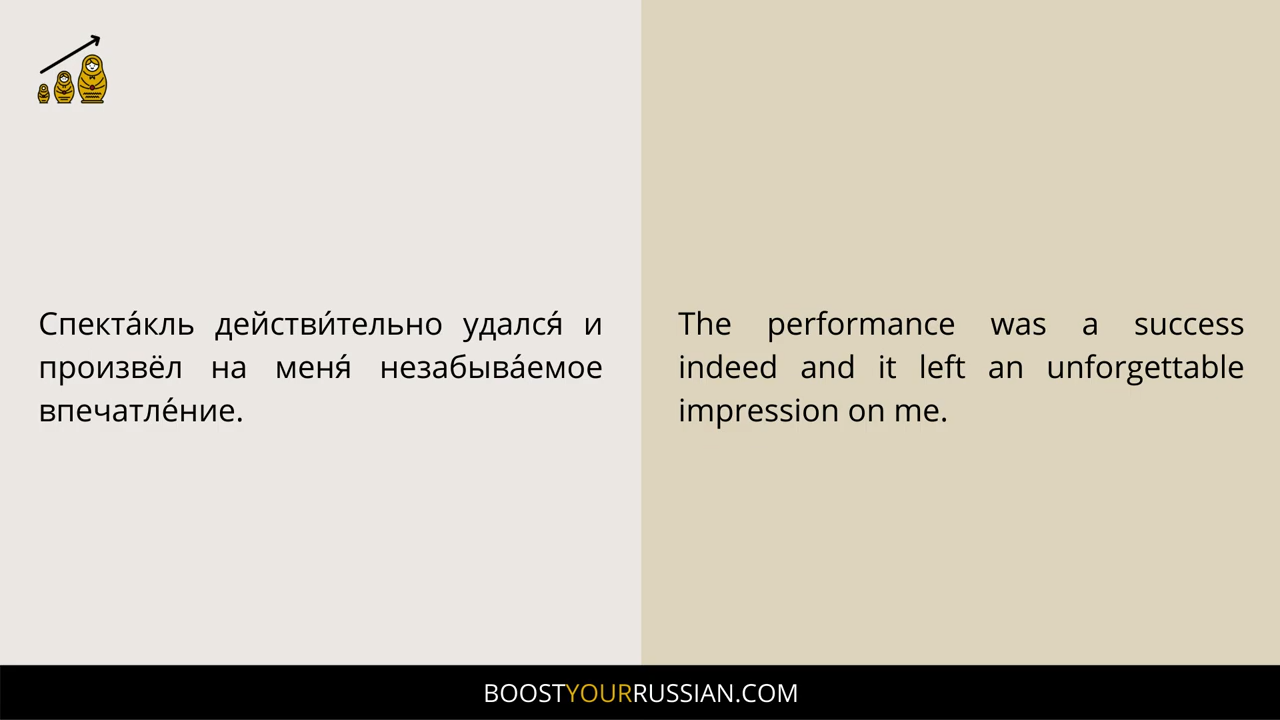 Спекта́кль действи́тельно удался́ и
произвёл на меня́ незабыва́емое
впечатле́ние.
The performance was a success
indeed and it left an unforgettable
impression on me.
BOOSTYOURRUSSIAN.COM